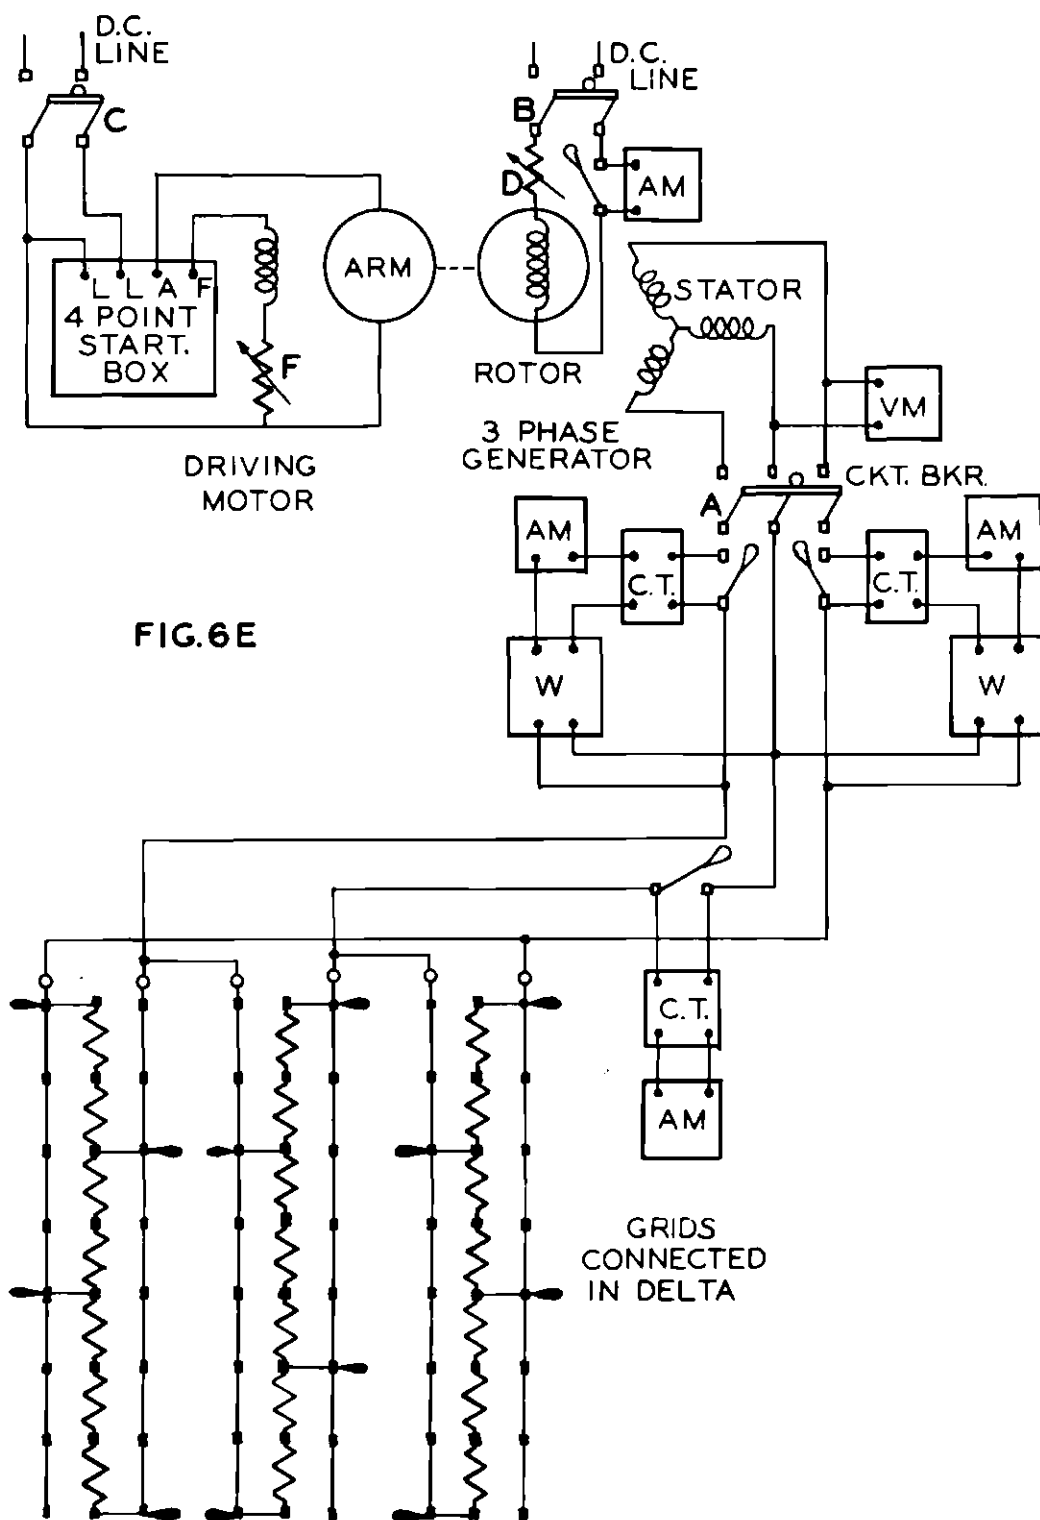 D.C.
LINE
C
L L A F
4 POINT
START.
BOX
F
DRIVING
MOTOR
ARM
D.C.
LINE
B
D
AM
ROTOR
STATOR
3 PHASE
GENERATOR
VM
CKT. BKR.
A
AM
C.T.
C.T.
AM
FIG.6E
W
W
C.T.
AM
GRIDS
CONNECTED
IN DELTA